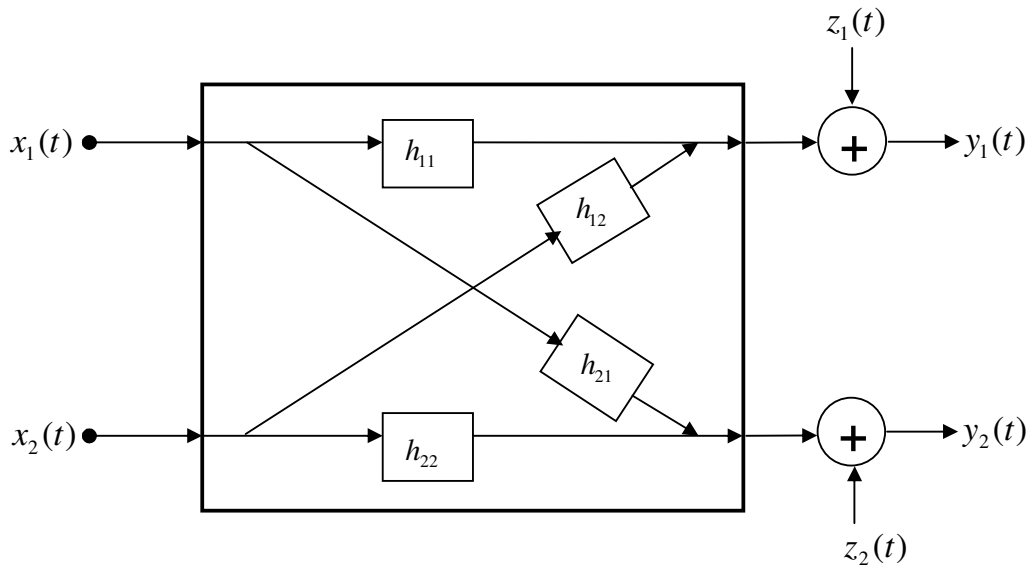 z₁(t)
x₁(t)
h₁₁
+
y₁(t)
h₁₂
h₂₁
x₂(t)
h₂₂
+
y₂(t)
z₂(t)